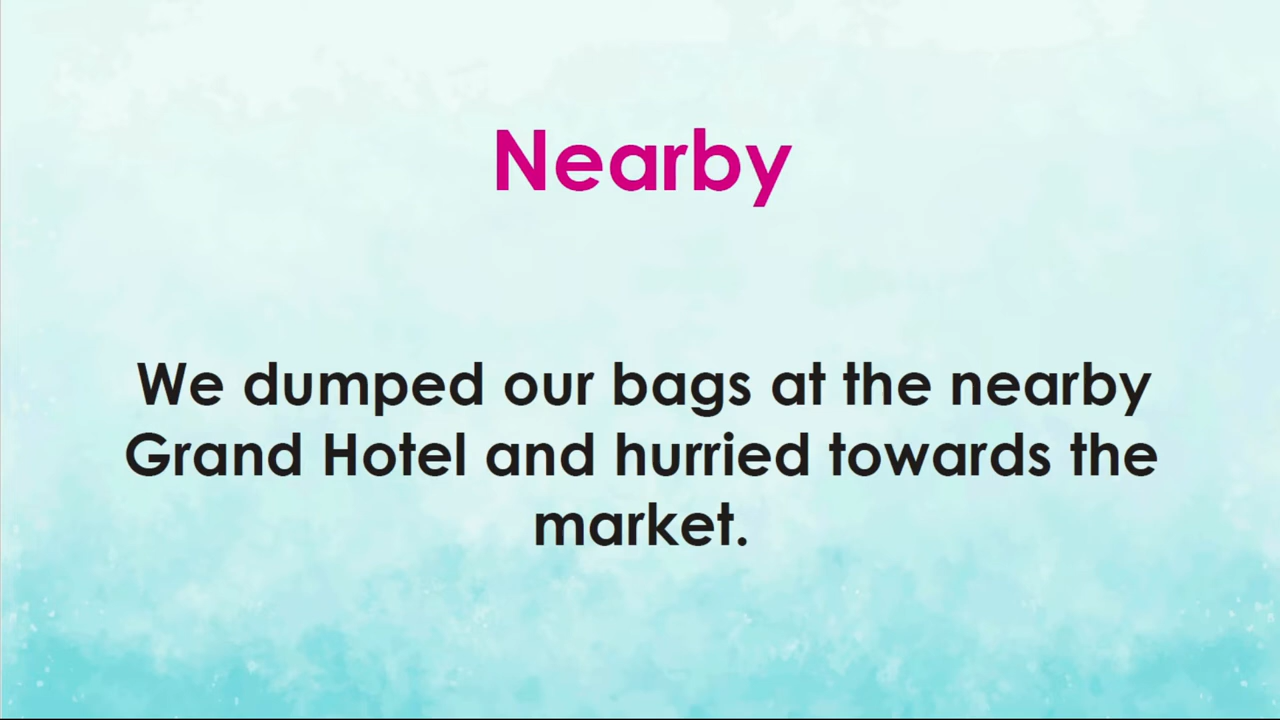 Nearby
We dumped our bags at the nearby
Grand Hotel and hurried towards the
market.